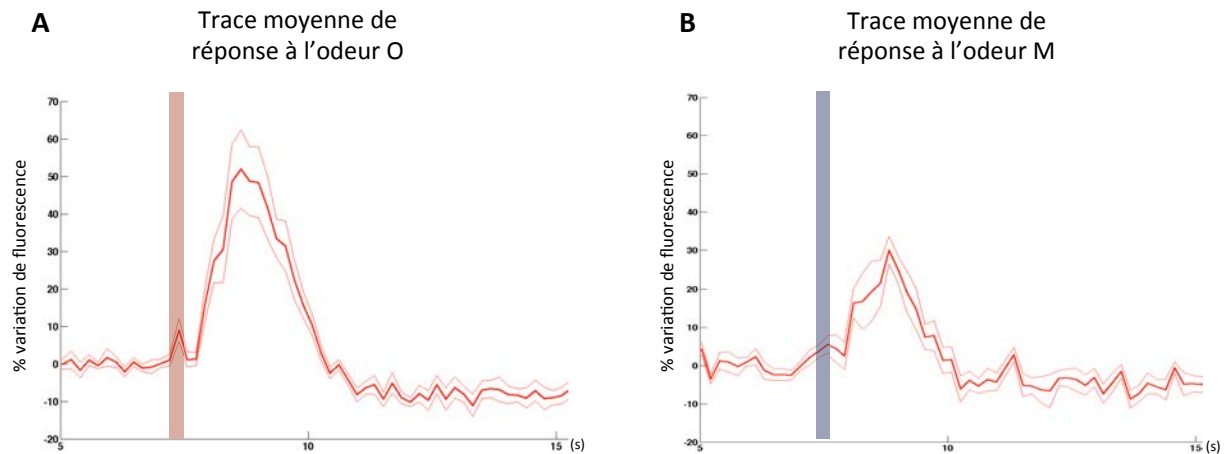 A
Trace moyenne de
réponse à l’odeur O
% variation de fluorescence
70
60
50
40
30
20
10
0
-10
-20
5
10
15
(s)
B
Trace moyenne de
réponse à l’odeur M
% variation de fluorescence
70
60
50
40
30
20
10
0
-10
-20
5
10
15
(s)